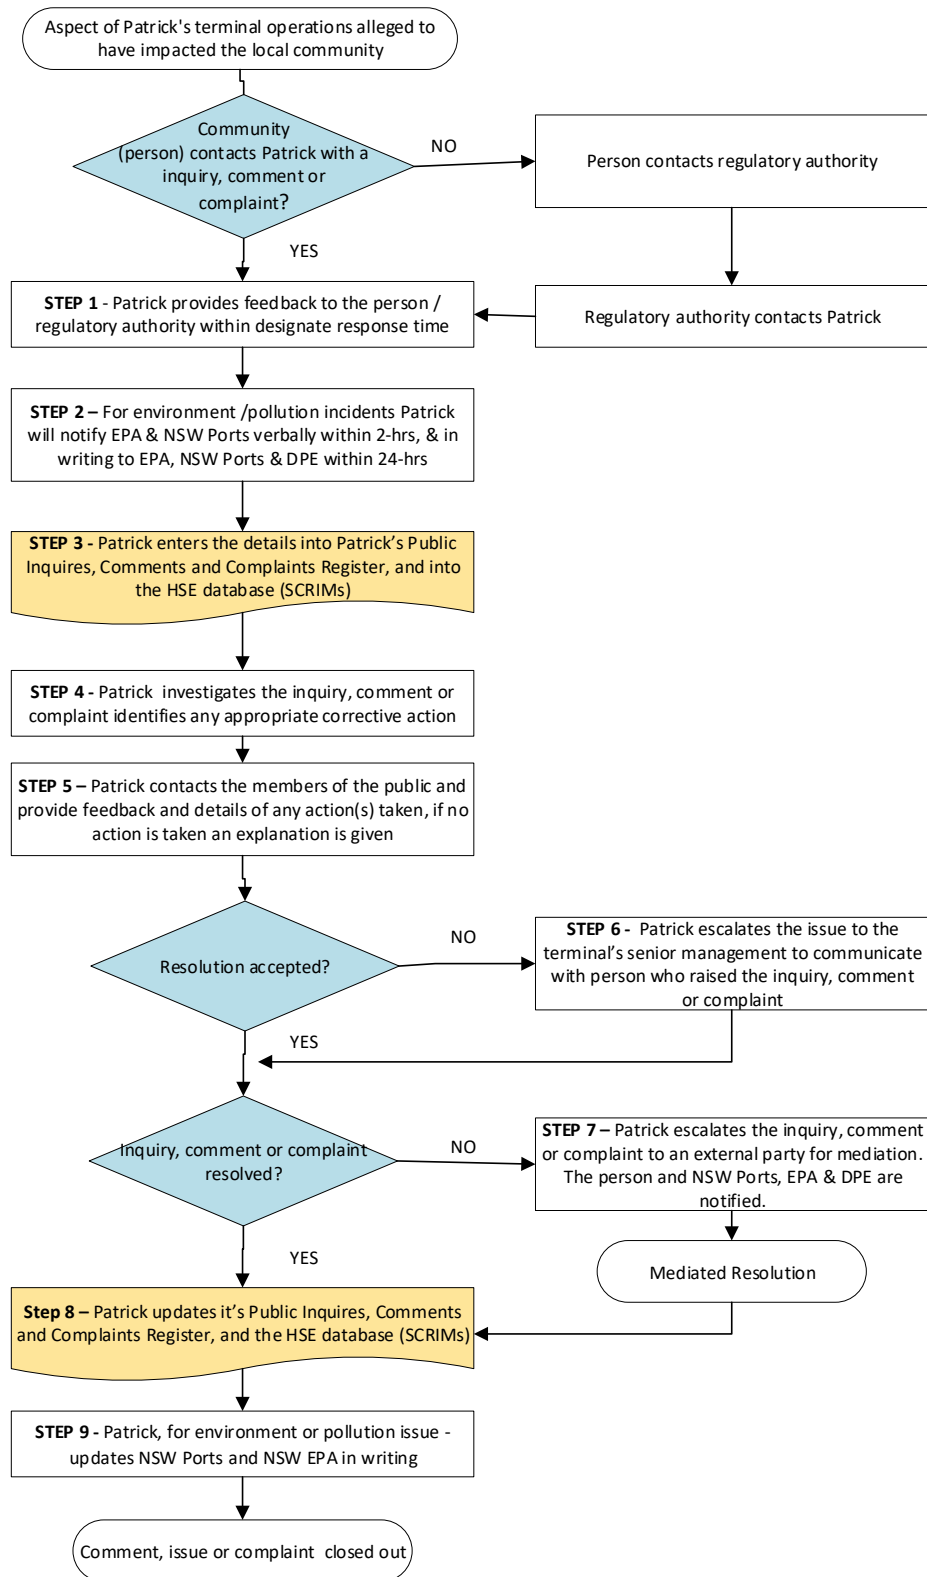 Aspect of Patrick's terminal operations alleged to
have impacted the local community
Community
(person) contacts Patrick with a
inquiry, comment or
complaint?
NO
Person contacts regulatory authority
YES
STEP 1 - Patrick provides feedback to the person /
regulatory authority within designate response time
Regulatory authority contacts Patrick
STEP 2 – For environment /pollution incidents Patrick
will notify EPA & NSW Ports verbally within 2-hrs, & in
writing to EPA, NSW Ports & DPE within 24-hrs
STEP 3 - Patrick enters the details into Patrick's Public
Inquires, Comments and Complaints Register, and into
the HSE database (SCRIMs)
STEP 4 - Patrick investigates the inquiry, comment or
complaint identifies any appropriate corrective action
STEP 5 – Patrick contacts the members of the public and
provide feedback and details of any action(s) taken, if no
action is taken an explanation is given
Resolution accepted?
NO
STEP 6 - Patrick escalates the issue to the
terminal's senior management to communicate
with person who raised the inquiry, comment
or complaint
YES
Inquiry, comment or complaint
resolved?
NO
STEP 7 – Patrick escalates the inquiry, comment
or complaint to an external party for mediation.
The person and NSW Ports, EPA & DPE are
notified.
YES
Mediated Resolution
Step 8 – Patrick updates it's Public Inquires, Comments
and Complaints Register, and the HSE database (SCRIMs)
STEP 9 - Patrick, for environment or pollution issue -
updates NSW Ports and NSW EPA in writing
Comment, issue or complaint closed out